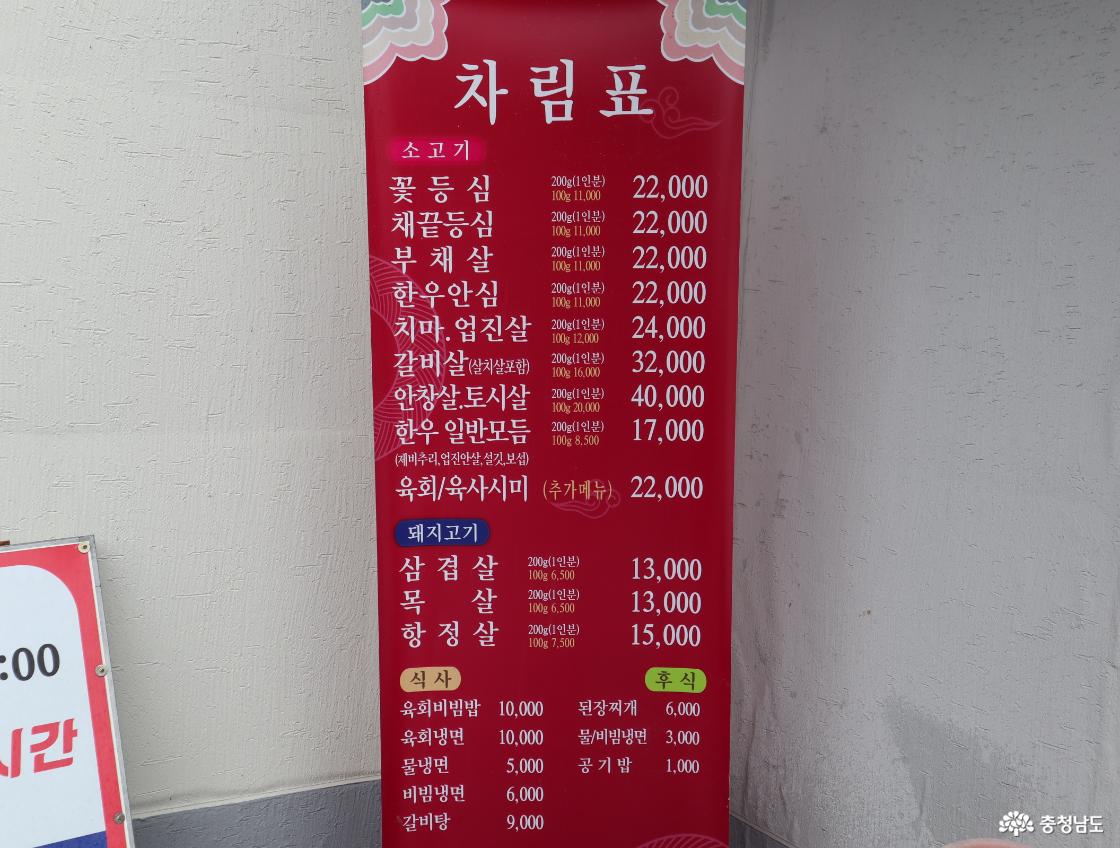 차림표
소고기
꽃등심 200g(1인분) 22,000
100g 11,000
채끝등심 200g(1인분) 22,000
100g 11,000
부채살 200g(1인분) 22,000
100g 11,000
한우안심 200g(1인분) 22,000
100g 11,000
치마.업진살 200g(1인분) 24,000
100g 12,000
갈비살(살치살포함) 200g(1인분) 32,000
100g 16,000
안창살.토시살 200g(1인분) 40,000
100g 20,000
한우 일반모듬 200g(1인분) 17,000
100g 8,500
(제비추리,업진안살,설깃,보섭)
육회/육사시미 (추가메뉴) 22,000
돼지고기
삼겹살 200g(1인분) 13,000
100g 6,500
목살 200g(1인분) 13,000
100g 6,500
항정살 200g(1인분) 15,000
100g 7,500
식사
육회비빔밥 10,000
육회냉면 10,000
물냉면 5,000
비빔냉면 6,000
갈비탕 9,000
후식
된장찌개 6,000
물/비빔냉면 3,000
공기밥 1,000
:00
시간
충청남도